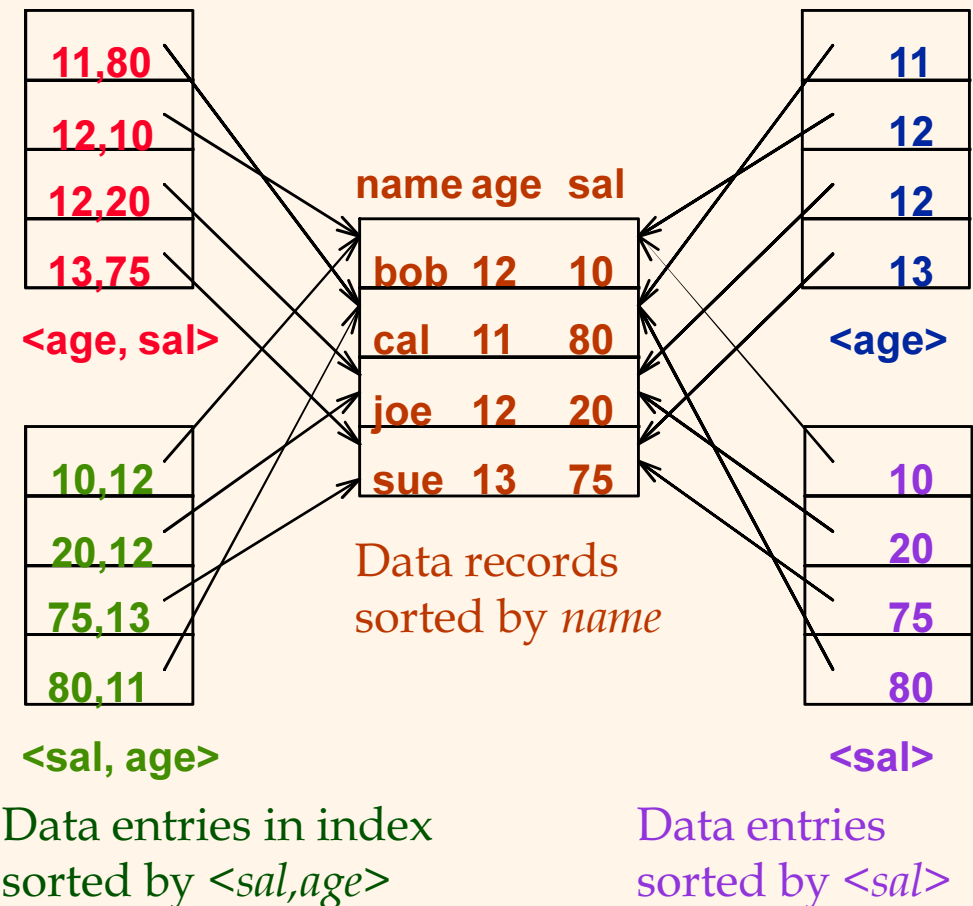 11,80
12,10
12,20
13,75
<age, sal>
10,12
20,12
75,13
80,11
<sal, age>
Data entries in index
sorted by <sal,age>
name age sal
bob 12 10
cal 11 80
joe 12 20
sue 13 75
Data records
sorted by name
11
12
12
13
<age>
10
20
75
80
<sal>
Data entries
sorted by <sal>